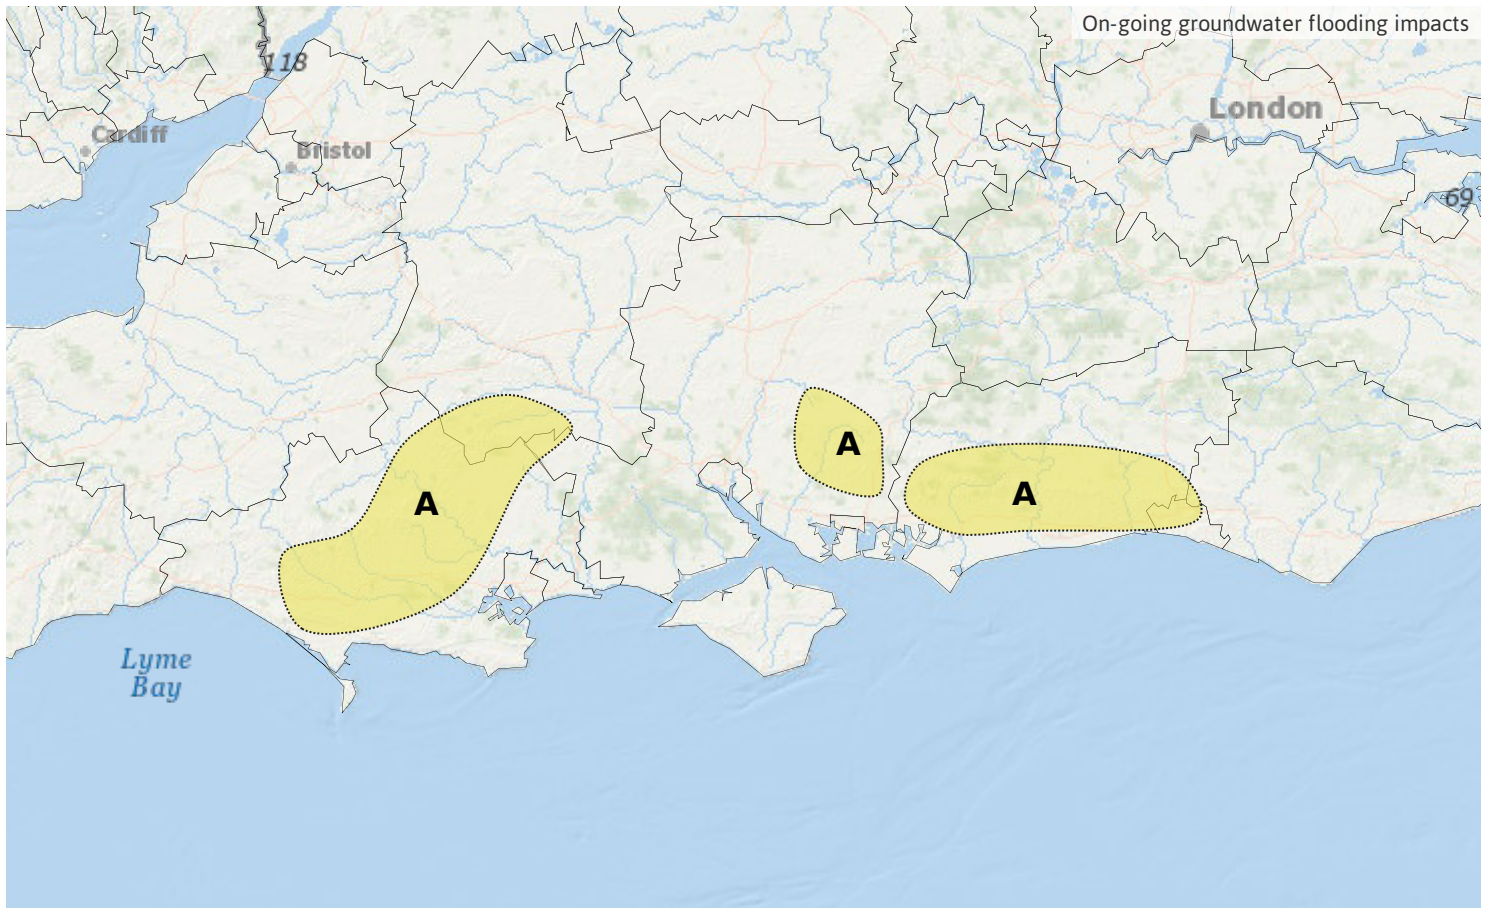 On-going groundwater flooding impacts
118
London
Cardiff
Bristol
69
A
A
A
Lyme
Bay